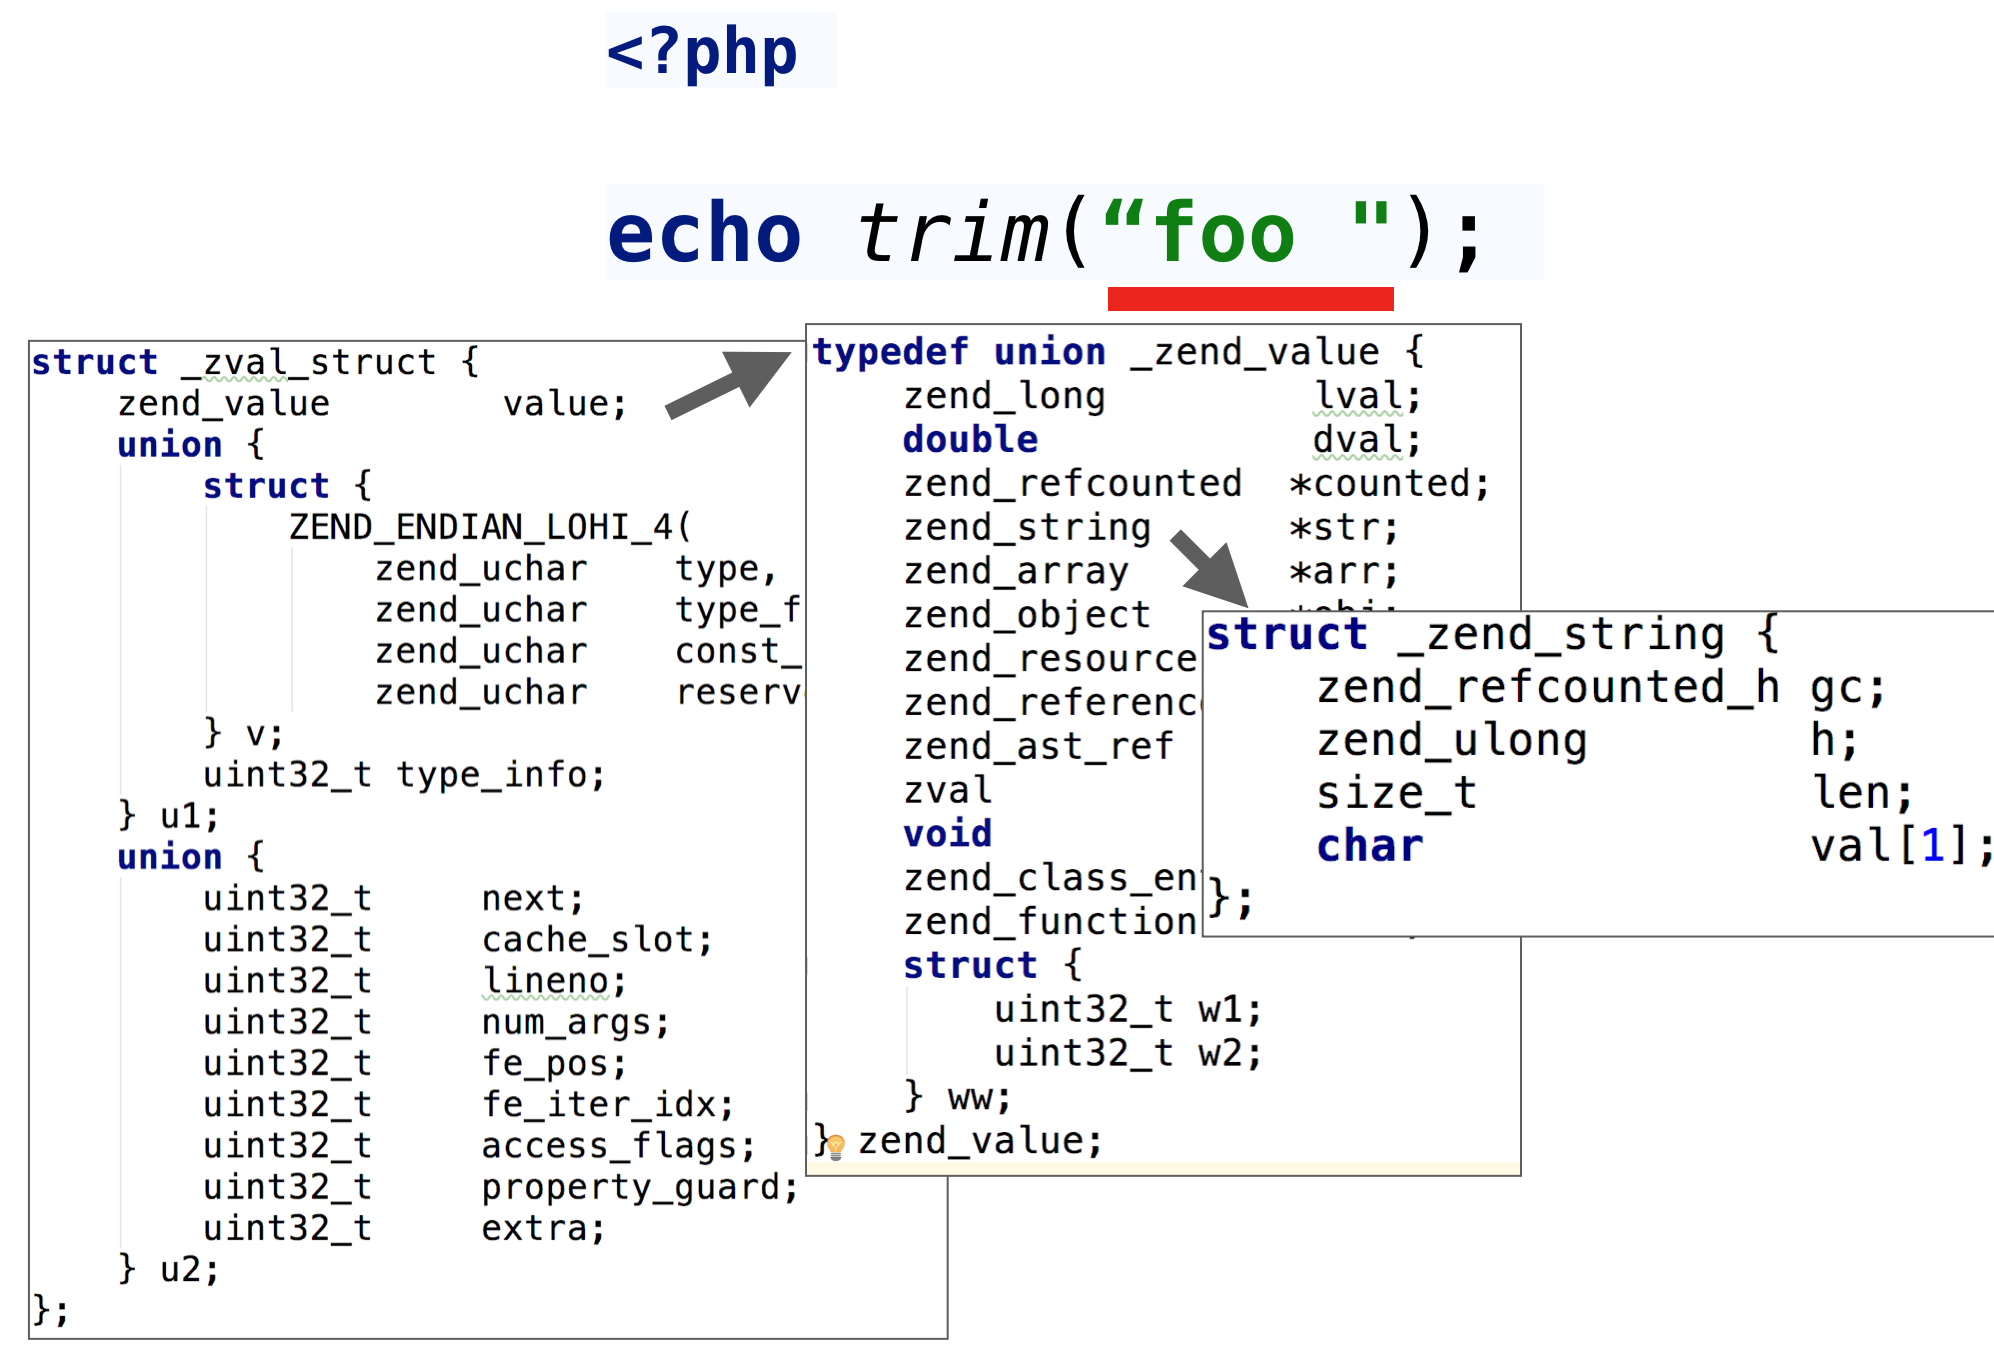 <?php
echo trim(“foo ");
struct _zval_struct {
zend_value value;
union {
struct {
ZEND_ENDIAN_LOHI_4(
zend_uchar type,
zend_uchar type_f
zend_uchar const_
zend_uchar reserv
} v;
uint32_t type_info;
} u1;
union {
uint32_t next;
uint32_t cache_slot;
uint32_t lineno;
uint32_t num_args;
uint32_t fe_pos;
uint32_t fe_iter_idx;
uint32_t access_flags;
uint32_t property_guard;
uint32_t extra;
} u2;
};
typedef union _zend_value {
zend_long lval;
double dval;
zend_refcounted *counted;
zend_string *str;
zend_array *arr;
zend_object
zend_resource
zend_reference
zend_ast_ref
zval
void
zend_class_en
zend_function
struct {
uint32_t w1;
uint32_t w2;
} ww;
} zend_value;
struct _zend_string {
zend_refcounted_h gc;
zend_ulong h;
size_t len;
char val[1];
};